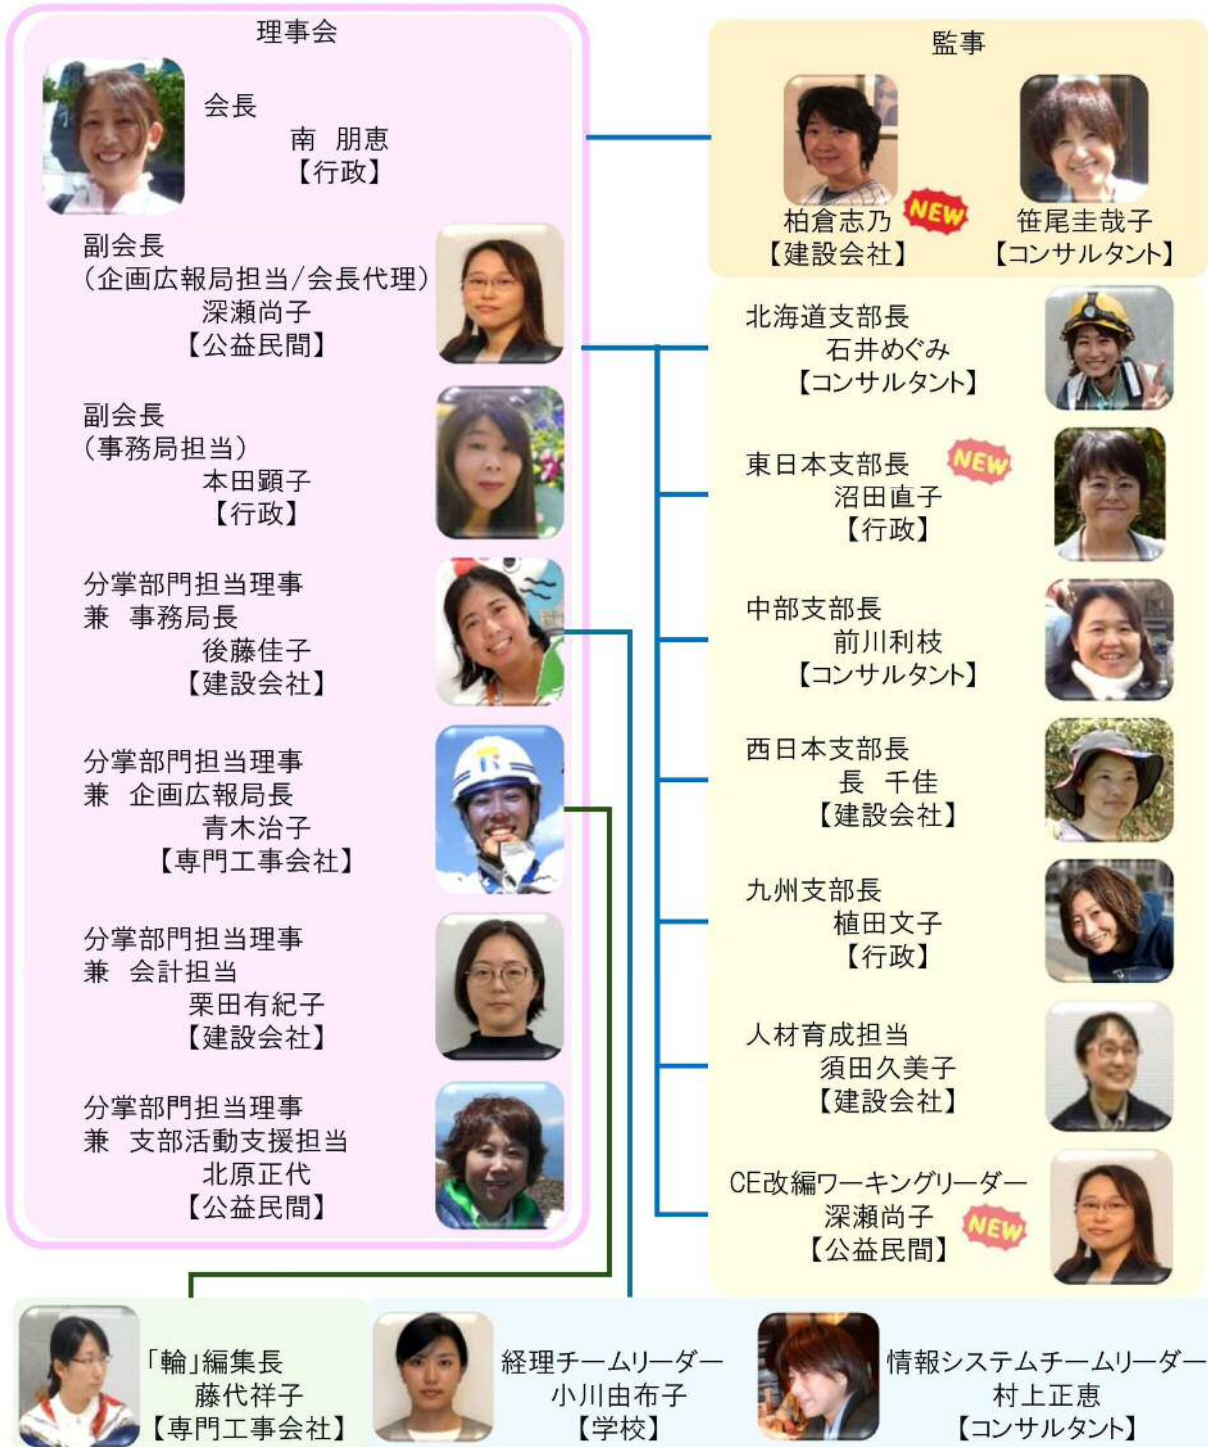 理事会
会長
南 朋恵
【行政】
副会長
(企画広報局担当/会長代理)
深瀬尚子
【公益民間】
副会長
(事務局担当)
本田顕子
【行政】
分掌部門担当理事
兼 事務局長
後藤佳子
【建設会社】
分掌部門担当理事
兼 企画広報局長
青木治子
【専門工事会社】
分掌部門担当理事
兼 会計担当
栗田有紀子
【建設会社】
分掌部門担当理事
兼 支部活動支援担当
北原正代
【公益民間】
監事
柏倉志乃
NEW
【建設会社】
笹尾圭哉子
【コンサルタント】
北海道支部長
石井めぐみ
【コンサルタント】
東日本支部長
NEW
沼田直子
【行政】
中部支部長
前川利枝
【コンサルタント】
西日本支部長
長 千佳
【建設会社】
九州支部長
植田文子
【行政】
人材育成担当
須田久美子
【建設会社】
CE改編ワーキングリーダー
深瀬尚子
NEW
【公益民間】
「輪」編集長
藤代祥子
【専門工事会社】
経理チームリーダー
小川由布子
【学校】
情報システムチームリーダー
村上正恵
【コンサルタント】